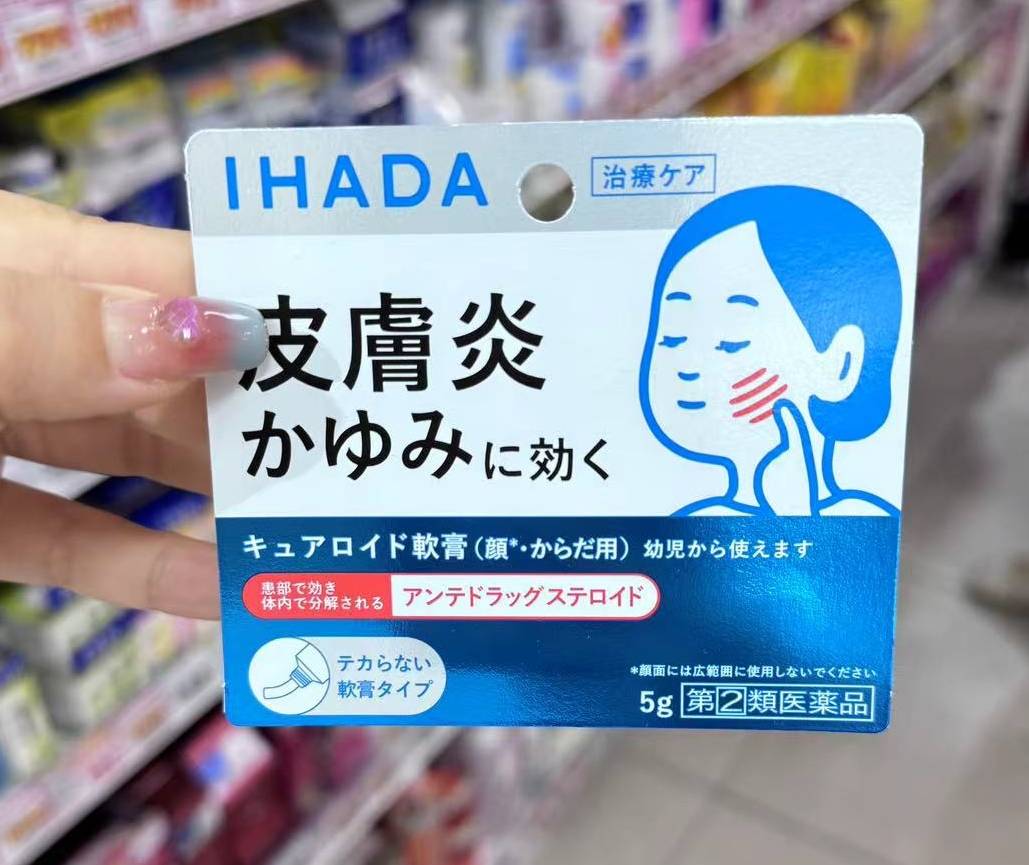 IHADA
治療ケア
皮膚炎
かゆみに効く
キュアロイド軟膏(顔*・からだ用) 幼児から使えます
患部で効き
体内で分解される
アンテドラッグステロイド
テカらない
軟膏タイプ
*顔面には広範囲に使用しないでください
5g 第②類医薬品